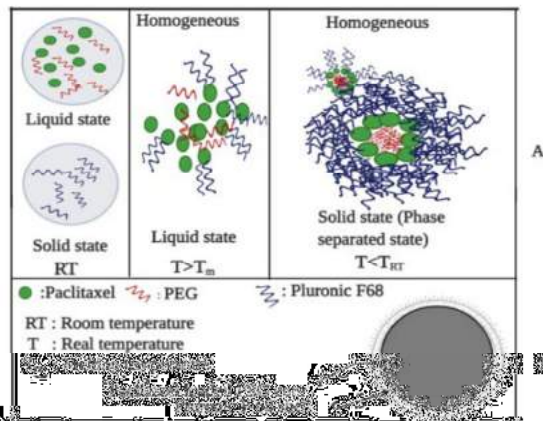 Homogeneous
Homogeneous
Liquid state
Solid state
RT
Liquid state
T>Tm
Solid state (Phase
separated state)
T<TRT
A
:Paclitaxel
: PEG
: Pluronic F68
RT : Room temperature
T : Real temperature